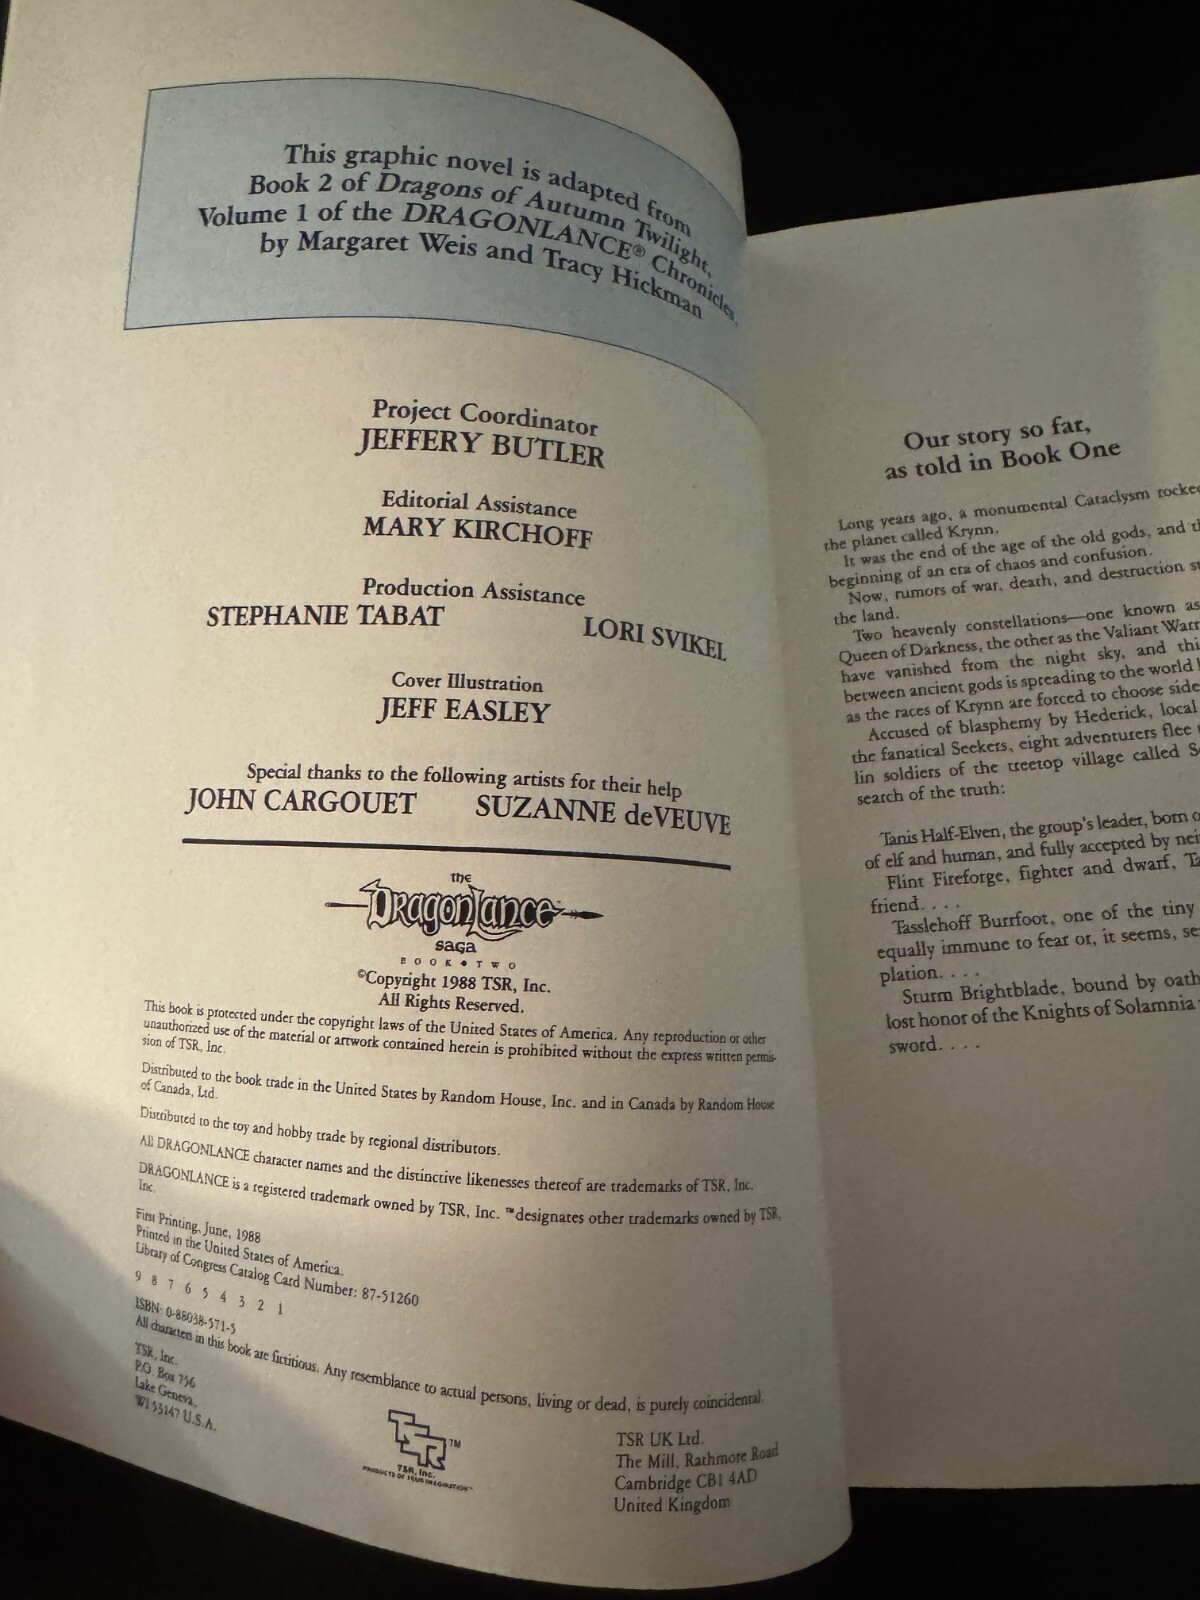 This graphic novel is adapted from
Book 2 of Dragons of Autumn Twilight,
Volume 1 of the DRAGONLANCE® Chronicles,
by Margaret Weis and Tracy Hickman
Project Coordinator
JEFFERY BUTLER
Editorial Assistance
MARY KIRCHOFF
Production Assistance
STEPHANIE TABAT LORI SVIKEL
Cover Illustration
JEFF EASLEY
Special thanks to the following artists for their help
JOHN CARGOUET SUZANNE deVEUVE
the
DragonLance
saga
BOOK • TWO
©Copyright 1988 TSR, Inc.
All Rights Reserved.
This book is protected under the copyright laws of the United States of America. Any reproduction or other
unauthorized use of the material or artwork contained herein is prohibited without the express written permis-
sion of TSR, Inc.
Distributed to the book trade in the United States by Random House, Inc. and in Canada by Random House
of Canada, Ltd.
Distributed to the toy and hobby trade by regional distributors.
All DRAGONLANCE character names and the distinctive likenesses thereof are trademarks of TSR, Inc.
DRAGONLANCE is a registered trademark owned by TSR, Inc. ™designates other trademarks owned by TSR,
Inc.
First Printing, June, 1988
Printed in the United States of America.
Library of Congress Catalog Card Number: 87-51260
9 8 7 6 5 4 3 2 1
ISBN: 0-88038-571-5
All characters in this book are fictitious. Any resemblance to actual persons, living or dead, is purely coincidental.
TSR, Inc.
P.O. Box 756
Lake Geneva,
WI 53147 U.S.A.
TSR™
TSR, Inc.
PRODUCTS OF YOUR IMAGINATION™
TSR UK Ltd.
The Mill, Rathmore Road
Cambridge CB1 4AD
United Kingdom
Our story so far,
as told in Book One
Long years ago, a monumental Cataclysm rocked
the planet called Krynn.
It was the end of the age of the old gods, and
beginning of an era of chaos and confusion.
Now, rumors of war, death, and destruction
the land.
Two heavenly constellations—one known as
Queen of Darkness, the other as the Valiant
have vanished from the night sky, and
between ancient gods is spreading to the world
as the races of Krynn are forced to choose
Accused of blasphemy by Hederick, local
the fanatical Seekers, eight adventurers flee
lin soldiers of the treetop village called
search of the truth:
Tanis Half-Elven, the group's leader, born
of elf and human, and fully accepted by
Flint Fireforge, fighter and dwarf,
friend. . . .
Tasslehoff Burrfoot, one of the tiny
equally immune to fear or, it seems,
plation. . . .
Sturm Brightblade, bound by oath
lost honor of the Knights of Solamnia
sword. . . .